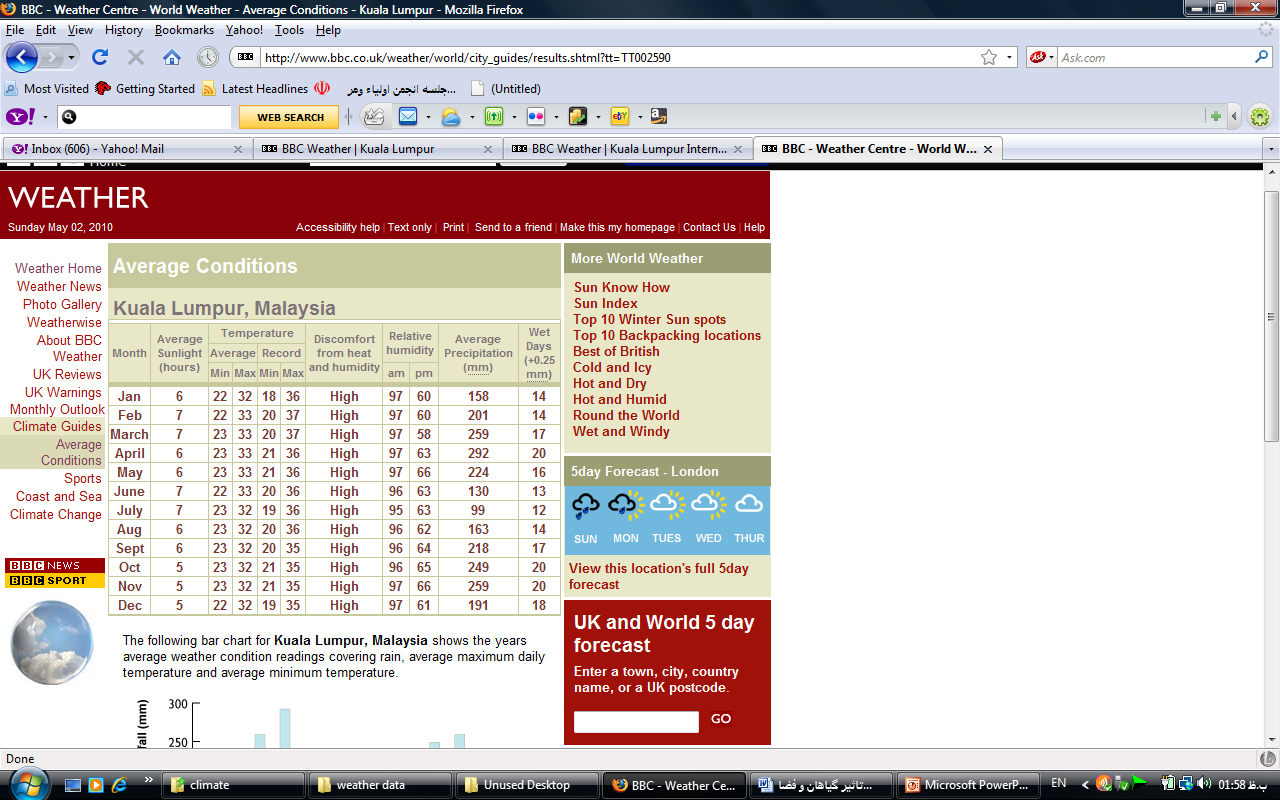 BBC - Weather Centre - World Weather - Average Conditions - Kuala Lumpur - Mozilla Firefox
File Edit View History Bookmarks Yahoo! Tools Help
http://www.bbc.co.uk/weather/world/city_guides/results.shtml?tt=TT002590
Ask.com
Most Visited Getting Started Latest Headlines جلسه انجمن اولیاء وهر... (Untitled)
Y! WEB SEARCH
Inbox (606) - Yahoo! Mail BBC Weather | Kuala Lumpur BBC Weather | Kuala Lumpur Intern... BBC - Weather Centre - World W...
Home
WEATHER
Sunday May 02, 2010 Accessibility help | Text only | Print | Send to a friend | Make this my homepage | Contact Us | Help
Weather Home
Weather News
Photo Gallery
Weatherwise
About BBC
Weather
UK Reviews
UK Warnings
Monthly Outlook
Climate Guides
Average
Conditions
Sports
Coast and Sea
Climate Change
BBC NEWS
BBC SPORT
Average Conditions
Kuala Lumpur, Malaysia
Month Average Sunlight (hours) Temperature Discomfort from heat and humidity Relative humidity Average Precipitation (mm) Wet Days (+0.25 mm)
Average Record
Min Max Min Max am pm
Jan 6 22 32 18 36 High 97 60 158 14
Feb 7 22 33 20 37 High 97 60 201 14
March 7 23 33 20 37 High 97 58 259 17
April 6 23 33 21 36 High 97 63 292 20
May 6 23 33 21 36 High 97 66 224 16
June 7 22 33 20 36 High 96 63 130 13
July 7 23 32 19 36 High 95 63 99 12
Aug 6 23 32 20 36 High 96 62 163 14
Sept 6 23 32 20 35 High 96 64 218 17
Oct 5 23 32 21 35 High 96 65 249 20
Nov 5 23 32 21 35 High 97 66 259 20
Dec 5 22 32 19 35 High 97 61 191 18
The following bar chart for Kuala Lumpur, Malaysia shows the years
average weather condition readings covering rain, average maximum daily
temperature and average minimum temperature.
fall (mm)
300
250
More World Weather
Sun Know How
Sun Index
Top 10 Winter Sun spots
Top 10 Backpacking locations
Best of British
Cold and Icy
Hot and Dry
Hot and Humid
Round the World
Wet and Windy
5day Forecast - London
SUN MON TUES WED THUR
View this location's full 5day
forecast
UK and World 5 day
forecast
Enter a town, city, country
name, or a UK postcode.
GO
Done
climate weather data Unused Desktop BBC - Weather Ce... تاثیر گیاهان و فضا... Microsoft PowerP... EN 01:58 ب.ظ